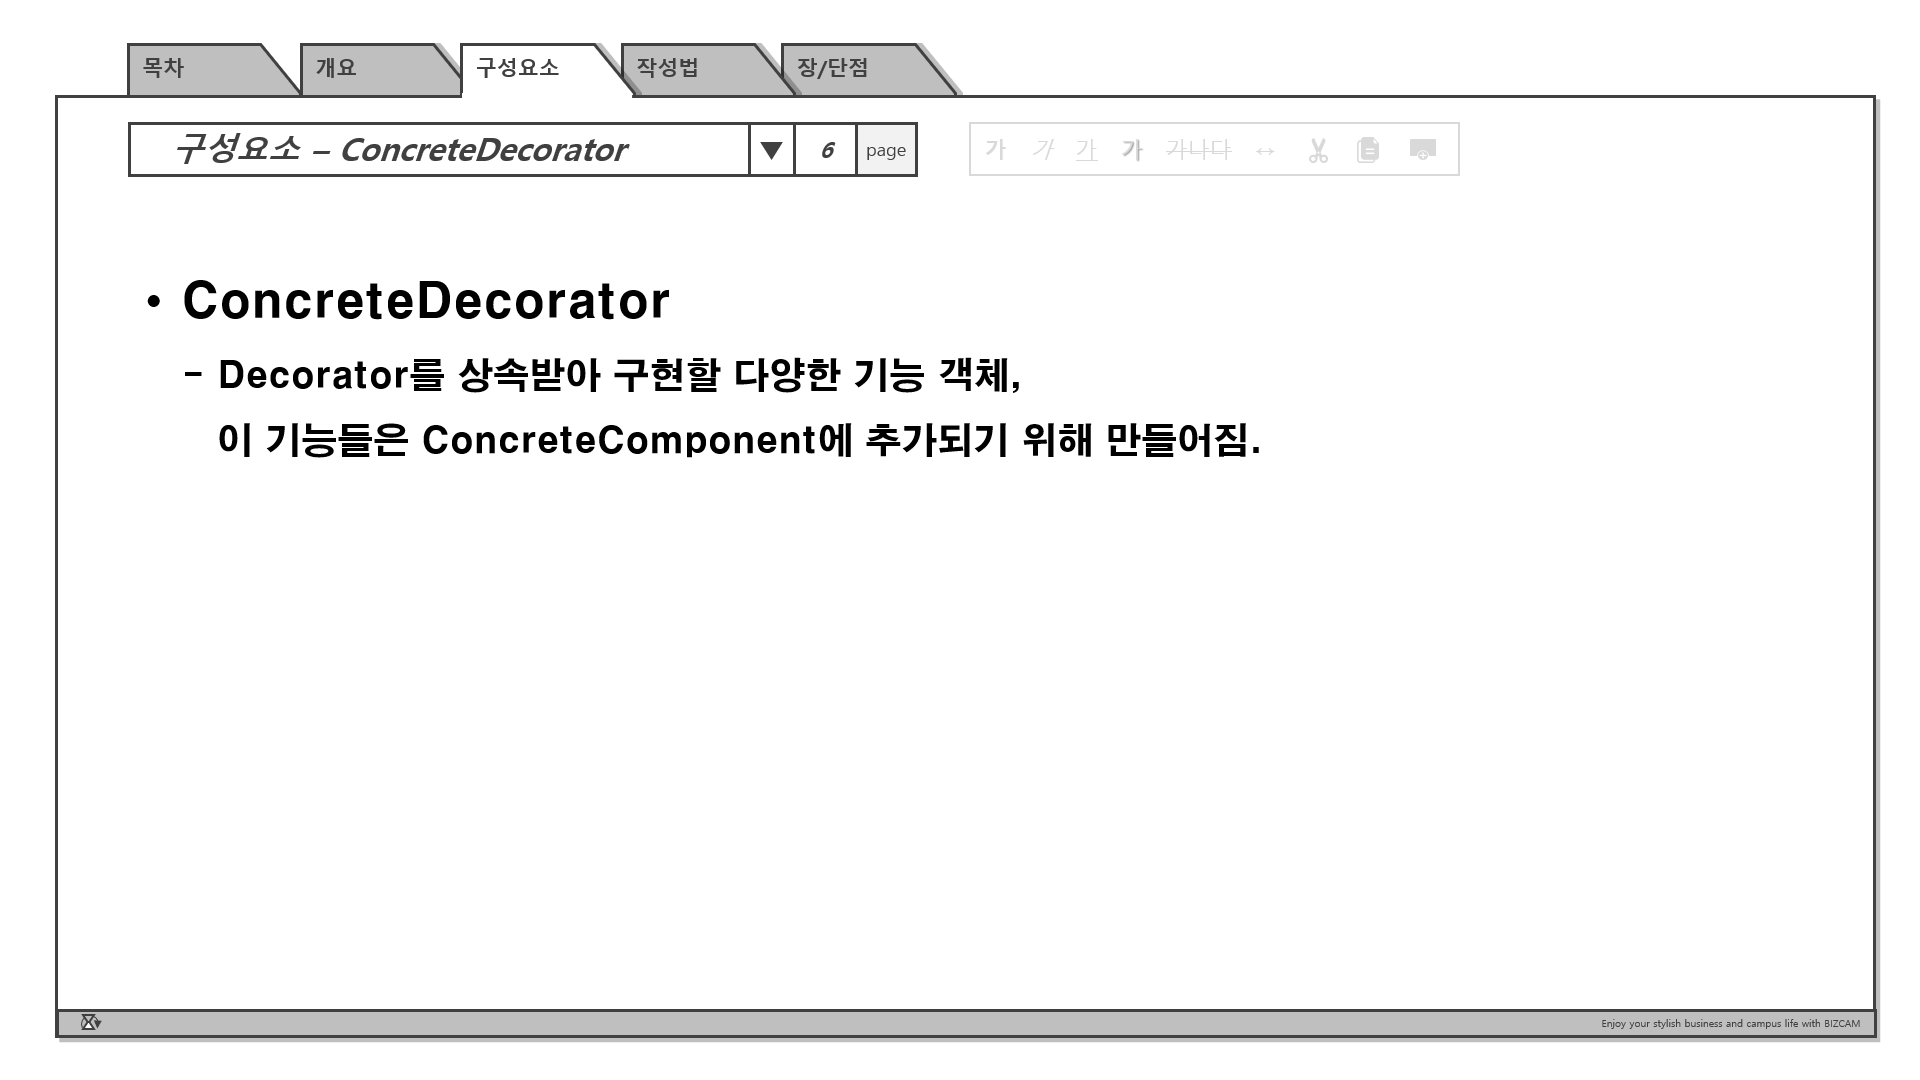 목차
개요
구성요소
작성법
장/단점
구성요소 – ConcreteDecorator
▼
6
page
가 가 가 가 가나다 ↔
• ConcreteDecorator
– Decorator를 상속받아 구현할 다양한 기능 객체,
이 기능들은 ConcreteComponent에 추가되기 위해 만들어짐.
Enjoy your stylish business and campus life with BIZCAM